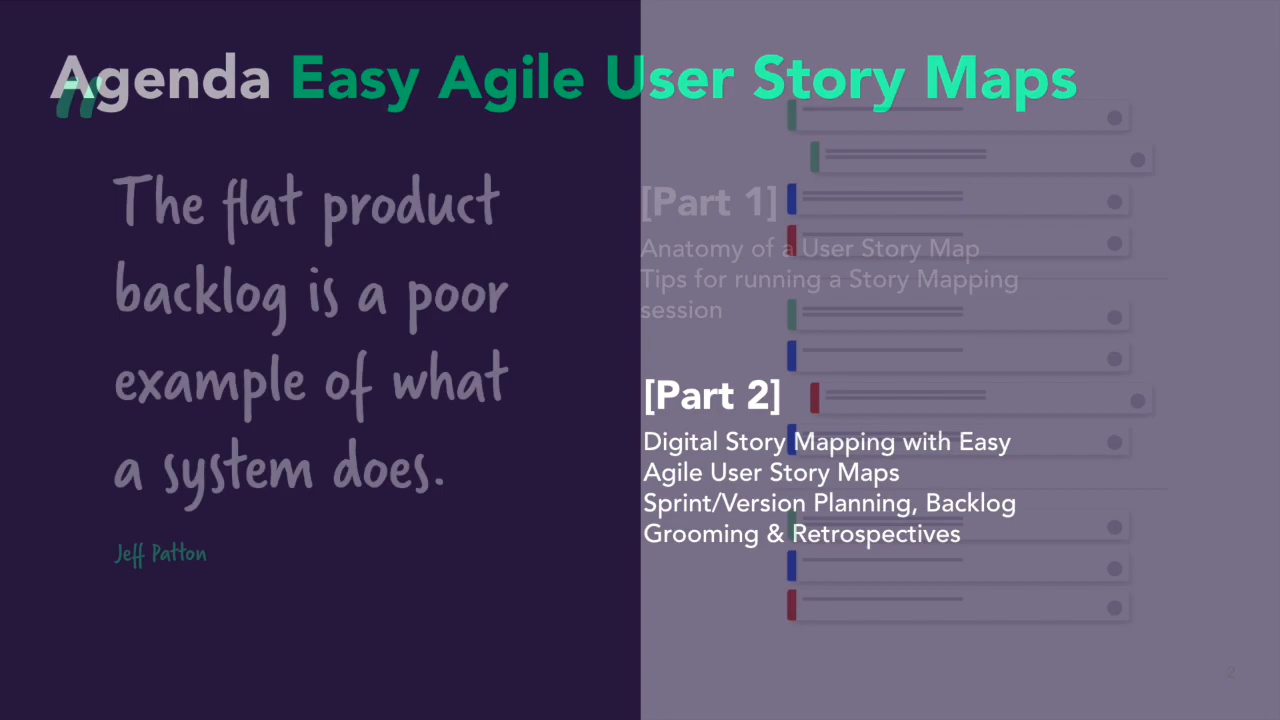 Agenda Easy Agile User Story Maps
"
The flat product
backlog is a poor
example of what
a system does.
Jeff Patton
[Part 1]
Anatomy of a User Story Map
Tips for running a Story Mapping
session
[Part 2]
Digital Story Mapping with Easy
Agile User Story Maps
Sprint/Version Planning, Backlog
Grooming & Retrospectives
2